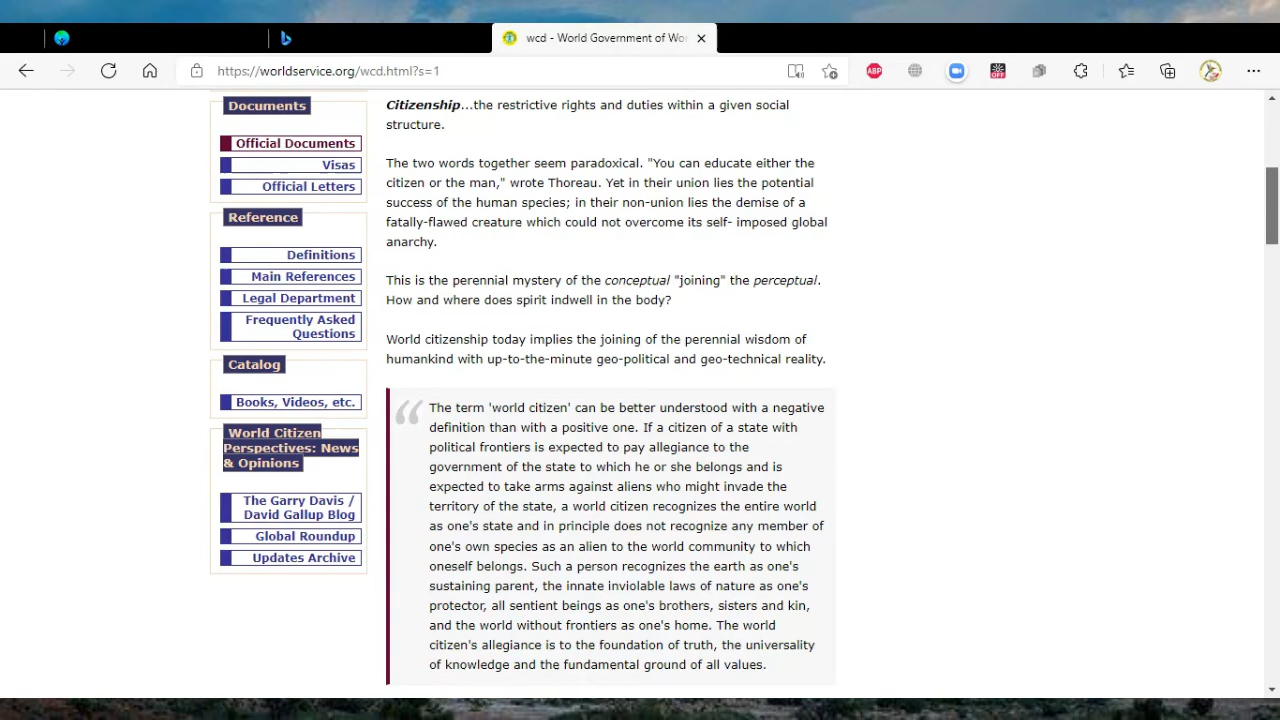 wcd - World Government of Wor
https://worldservice.org/wcd.html?s=1
ABP
OFF
Documents
Official Documents
Visas
Official Letters
Reference
Definitions
Main References
Legal Department
Frequently Asked
Questions
Catalog
Books, Videos, etc.
World Citizen
Perspectives: News
& Opinions
The Garry Davis /
David Gallup Blog
Global Roundup
Updates Archive
Citizenship...the restrictive rights and duties within a given social
structure.
The two words together seem paradoxical. "You can educate either the
citizen or the man," wrote Thoreau. Yet in their union lies the potential
success of the human species; in their non-union lies the demise of a
fatally-flawed creature which could not overcome its self- imposed global
anarchy.
This is the perennial mystery of the conceptual "joining" the perceptual.
How and where does spirit indwell in the body?
World citizenship today implies the joining of the perennial wisdom of
humankind with up-to-the-minute geo-political and geo-technical reality.
“
The term 'world citizen' can be better understood with a negative
definition than with a positive one. If a citizen of a state with
political frontiers is expected to pay allegiance to the
government of the state to which he or she belongs and is
expected to take arms against aliens who might invade the
territory of the state, a world citizen recognizes the entire world
as one's state and in principle does not recognize any member of
one's own species as an alien to the world community to which
oneself belongs. Such a person recognizes the earth as one's
sustaining parent, the innate inviolable laws of nature as one's
protector, all sentient beings as one's brothers, sisters and kin,
and the world without frontiers as one's home. The world
citizen's allegiance is to the foundation of truth, the universality
of knowledge and the fundamental ground of all values.